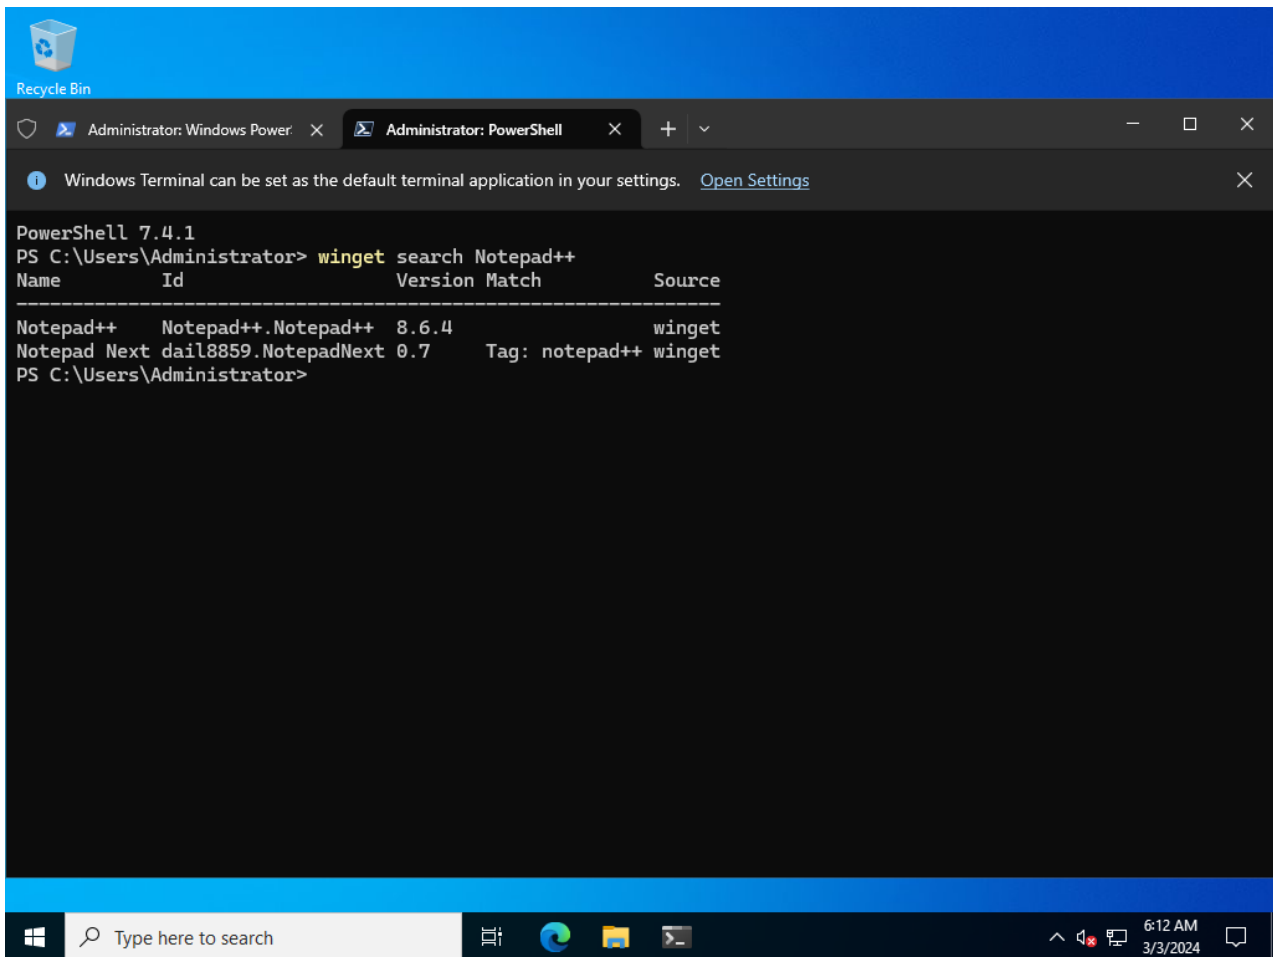 Recycle Bin
Administrator: Windows Power
Administrator: PowerShell
Windows Terminal can be set as the default terminal application in your settings. Open Settings
PowerShell 7.4.1
PS C:\Users\Administrator> winget search Notepad++
Name Id Version Match Source
Notepad++ Notepad++.Notepad++ 8.6.4 winget
Notepad Next dail8859.NotepadNext 0.7 Tag: notepad++ winget
PS C:\Users\Administrator>
Type here to search
6:12 AM
3/3/2024